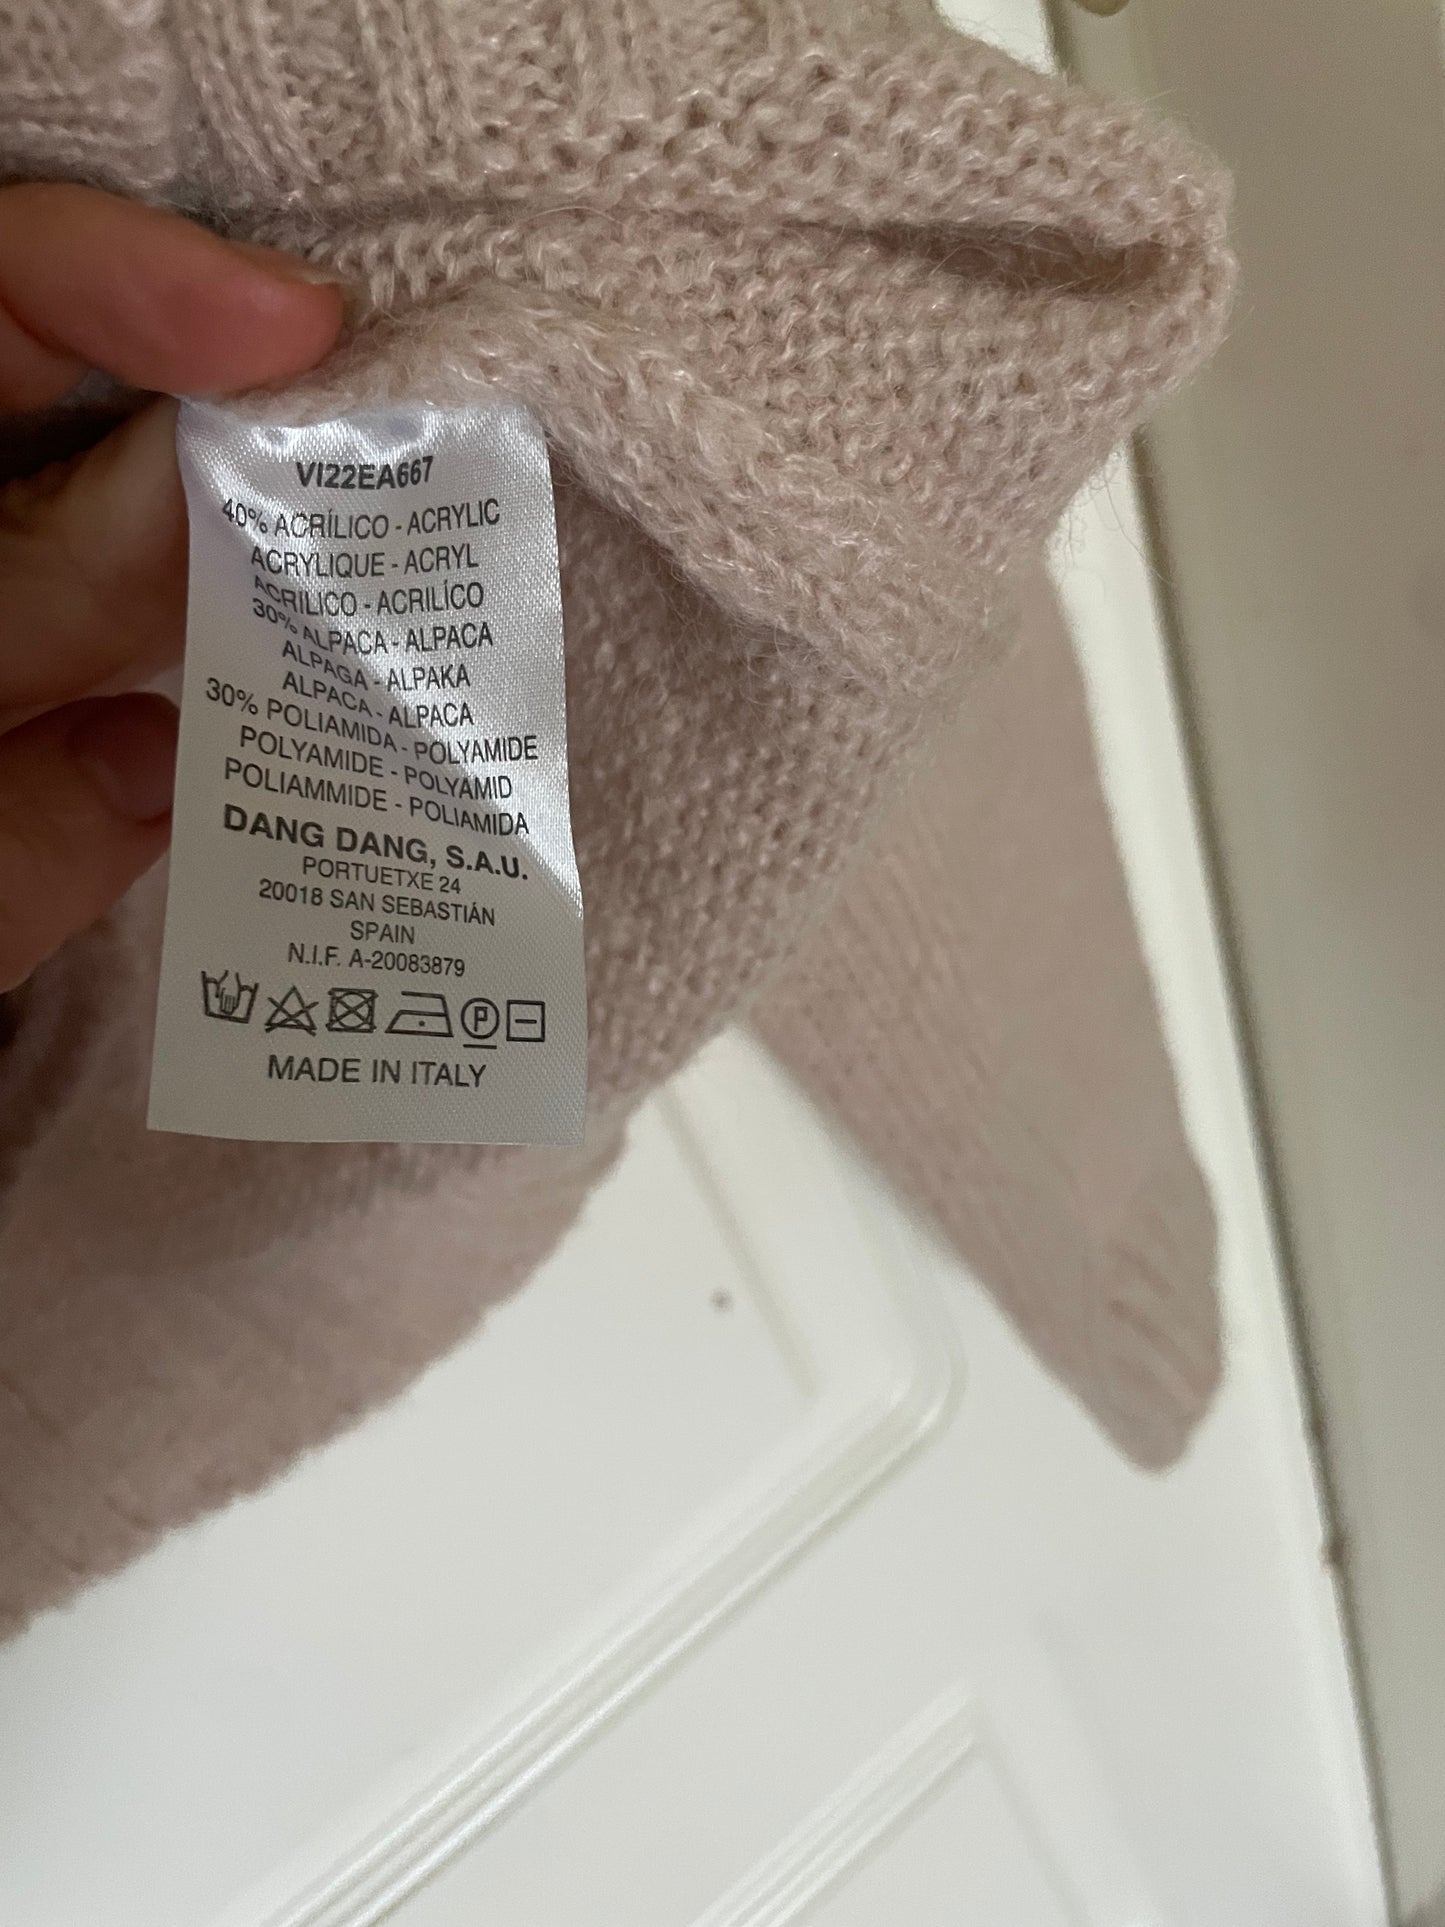 VI22EA667
40% ACRÍLICO - ACRYLIC
ACRYLIQUE - ACRYL
ACRILICO - ACRILÍCO
30% ALPACA - ALPACA
ALPAGA - ALPAKA
ALPACA - ALPACA
30% POLIAMIDA - POLYAMIDE
POLYAMIDE - POLYAMID
POLIAMMIDE - POLIAMIDA
DANG DANG, S.A.U.
PORTUETXE 24
20018 SAN SEBASTIÁN
SPAIN
N.I.F. A-20083879
P
MADE IN ITALY